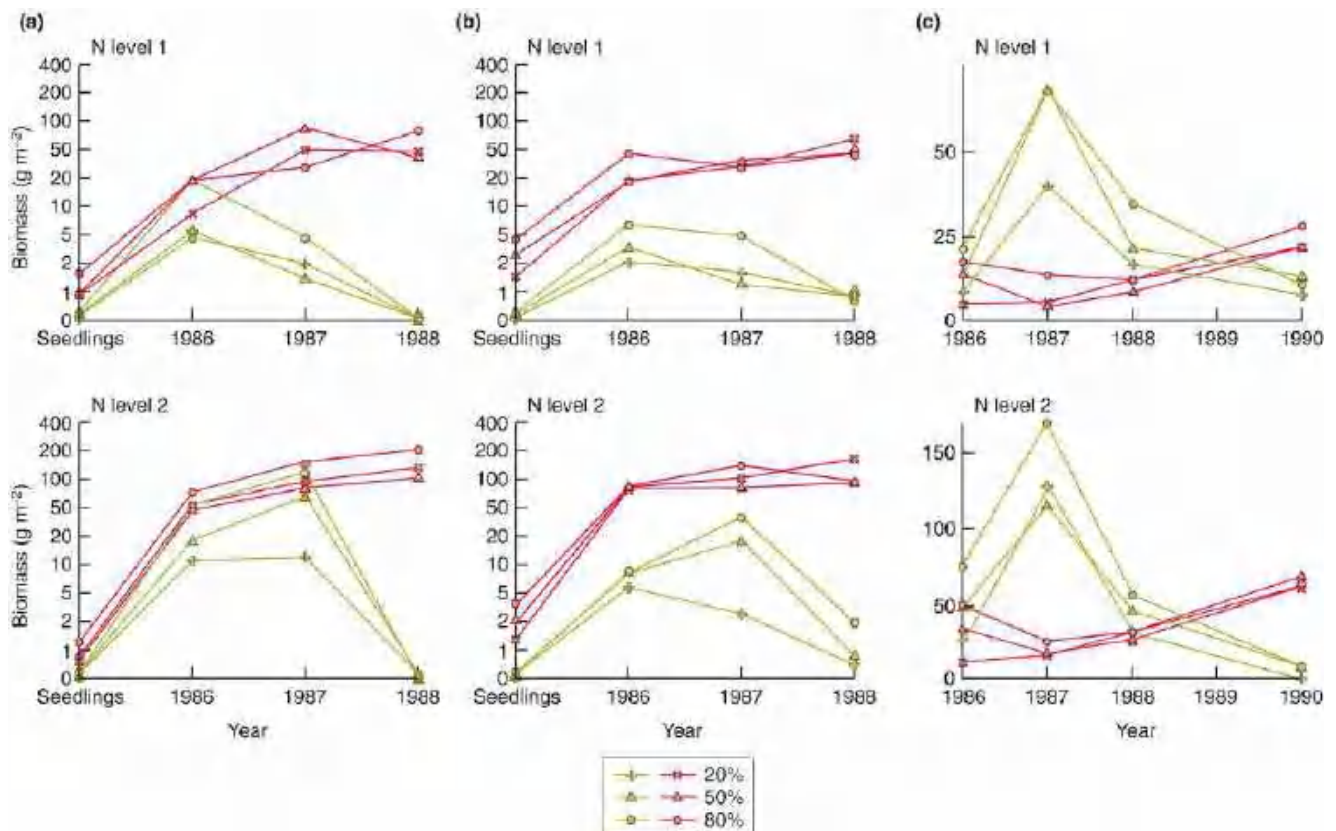 (a)
N level 1
Biomass (g m⁻²)
400
200
100
50
20
10
5
2
1
0
Seedlings 1986 1987 1988
(b)
N level 1
400
200
100
50
20
10
5
2
1
0
Seedlings 1986 1987 1988
(c)
N level 1
50
25
0
1986 1987 1988 1989 1990
N level 2
Biomass (g m⁻²)
400
200
100
50
20
10
5
2
1
0
Seedlings 1986 1987 1988
Year
N level 2
400
200
100
50
20
10
5
2
1
0
Seedlings 1986 1987 1988
Year
N level 2
150
100
50
0
1986 1987 1988 1989 1990
Year
20%
50%
80%